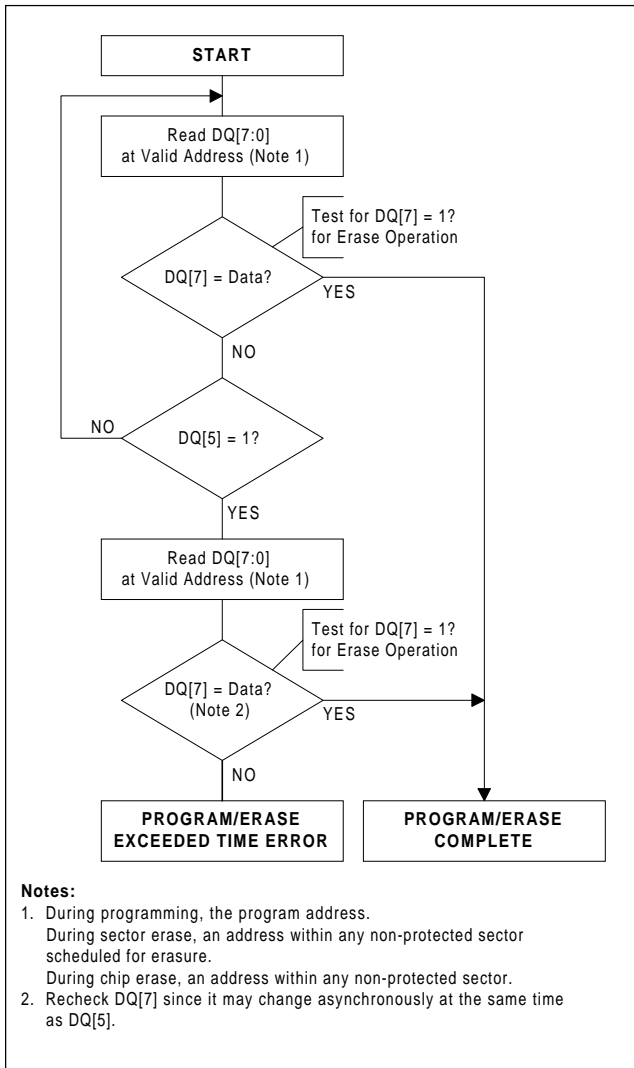 START
Read DQ[7:0]
at Valid Address (Note 1)
Test for DQ[7] = 1?
for Erase Operation
DQ[7] = Data?
YES
NO
NO
DQ[5] = 1?
YES
Read DQ[7:0]
at Valid Address (Note 1)
Test for DQ[7] = 1?
for Erase Operation
DQ[7] = Data?
(Note 2)
YES
NO
PROGRAM/ERASE
EXCEEDED TIME ERROR
PROGRAM/ERASE
COMPLETE
Notes:
1. During programming, the program address.
During sector erase, an address within any non-protected sector
scheduled for erasure.
During chip erase, an address within any non-protected sector.
2. Recheck DQ[7] since it may change asynchronously at the same time
as DQ[5].